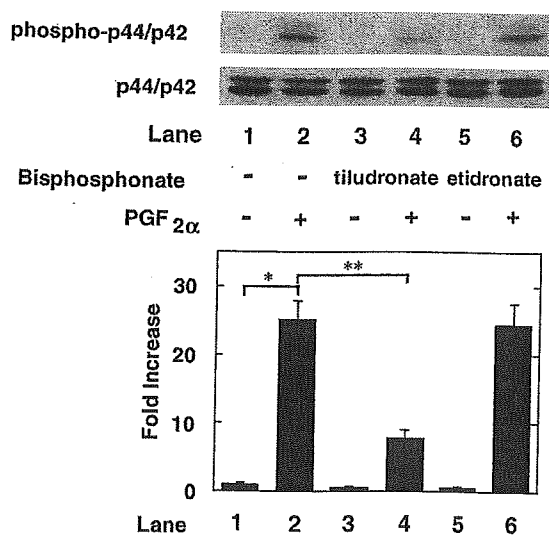 phospho-p44/p42
p44/p42
Lane 1 2 3 4 5 6
Bisphosphonate - - tiludronate etidronate
PGF2α - + - + - +
* **
30
20
10
0
Fold Increase
Lane 1 2 3 4 5 6